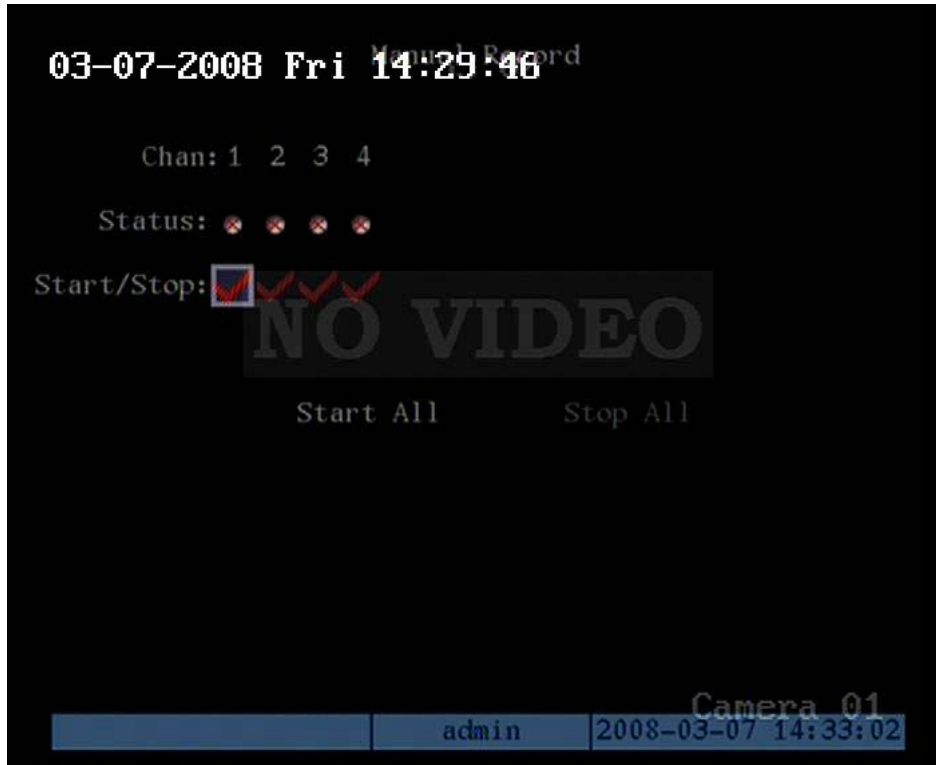 Manual Record
03-07-2008 Fri 14:29:46
Chan: 1 2 3 4
Status:
Start/Stop:
NO VIDEO
Start All Stop All
Camera 01
admin 2008-03-07 14:33:02